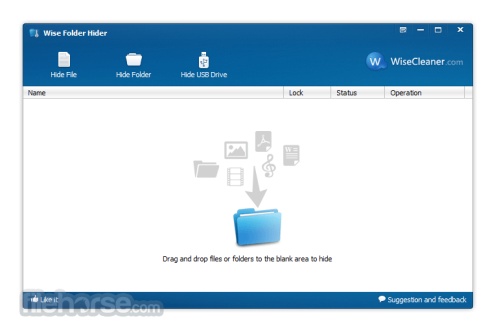 Wise Folder Hider
Hide File
Hide Folder
Hide USB Drive
W WiseCleaner.com
Name Lock Status Operation
Drag and drop files or folders to the blank area to hide
Like it
Suggestion and feedback
filehorse.com